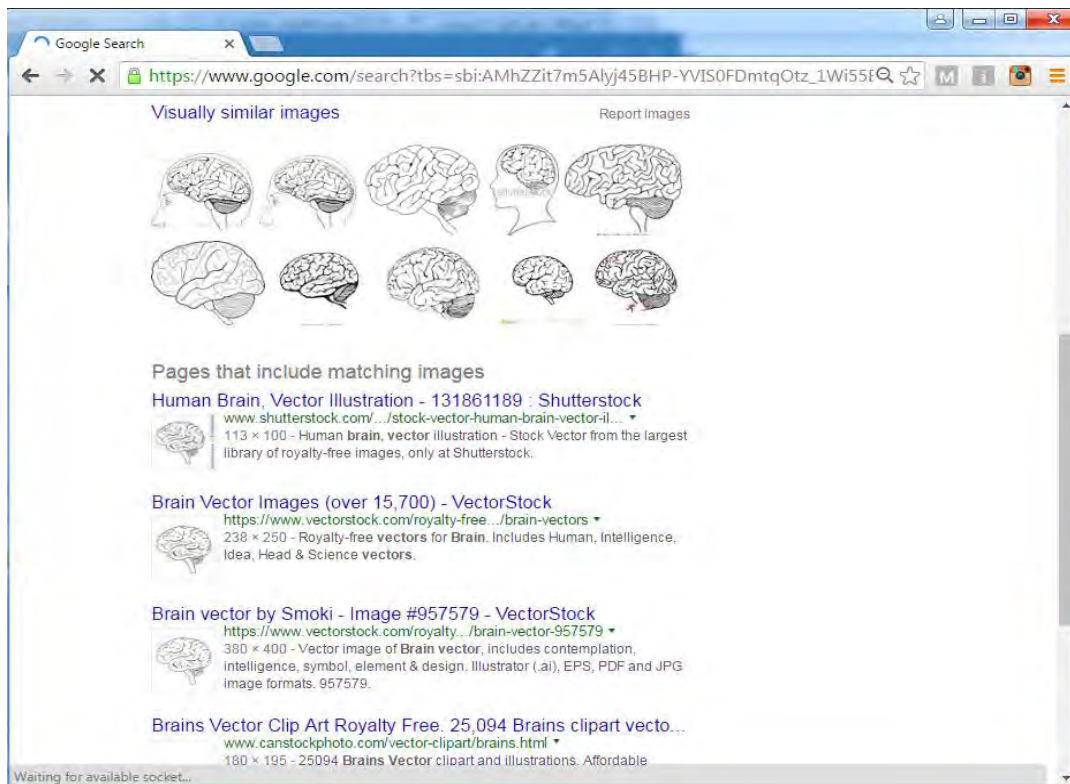 Google Search
https://www.google.com/search?tbs=sbi:AMhZZit7m5Alyj45BHP-YVIS0FDmtqOtz_1Wi55
Visually similar images
Report images
Pages that include matching images
Human Brain, Vector Illustration - 131861189 : Shutterstock
www.shutterstock.com/.../stock-vector-human-brain-vector-il...
113 × 100 - Human brain, vector illustration - Stock Vector from the largest
library of royalty-free images, only at Shutterstock.
Brain Vector Images (over 15,700) - VectorStock
https://www.vectorstock.com/royalty-free.../brain-vectors
238 × 250 - Royalty-free vectors for Brain. Includes Human, Intelligence,
Idea, Head & Science vectors.
Brain vector by Smoki - Image #957579 - VectorStock
https://www.vectorstock.com/royalty.../brain-vector-957579
380 × 400 - Vector image of Brain vector, includes contemplation,
intelligence, symbol, element & design. Illustrator (.ai), EPS, PDF and JPG
image formats. 957579.
Brains Vector Clip Art Royalty Free. 25,094 Brains clipart vecto...
www.canstockphoto.com/vector-clipart/brains.html
180 × 195 - 25094 Brains Vector clipart and illustrations. Affordable
Waiting for available socket...